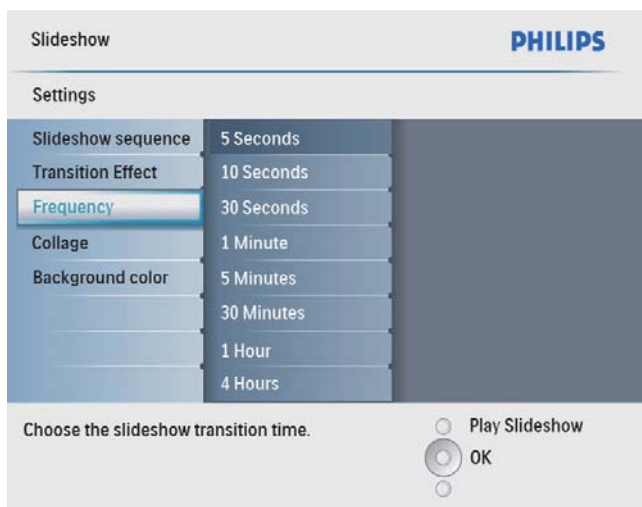 Slideshow
PHILIPS
Settings
Slideshow sequence
Transition Effect
Frequency
Collage
Background color
5 Seconds
10 Seconds
30 Seconds
1 Minute
5 Minutes
30 Minutes
1 Hour
4 Hours
Choose the slideshow transition time.
Play Slideshow
OK